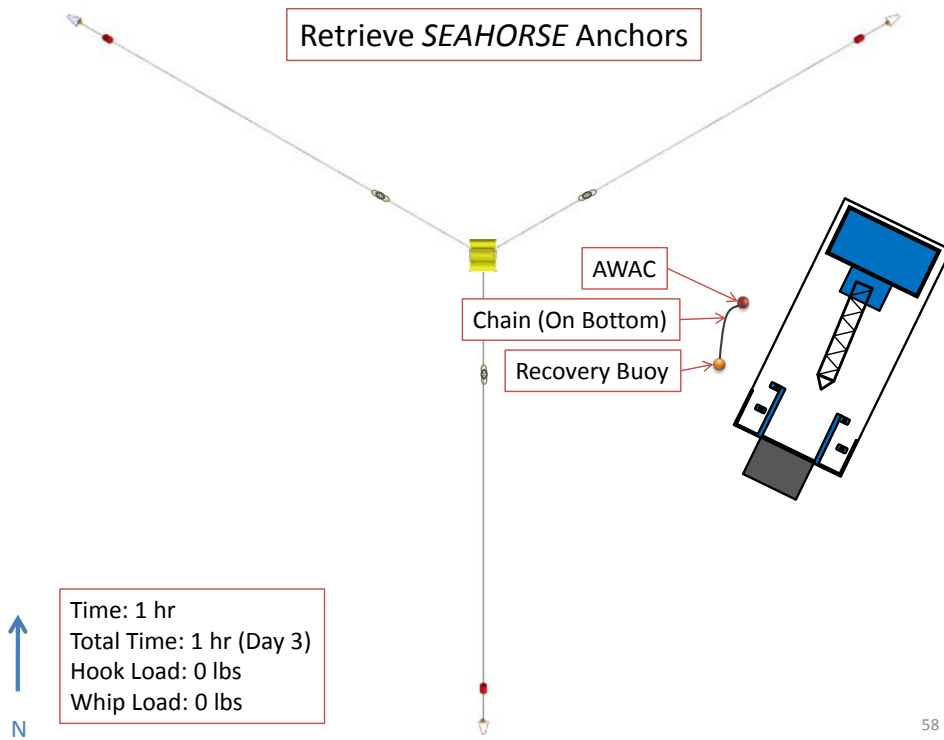 Retrieve SEAHORSE Anchors
AWAC
Chain (On Bottom)
Recovery Buoy
Time: 1 hr
Total Time: 1 hr (Day 3)
Hook Load: 0 lbs
Whip Load: 0 lbs
N
58